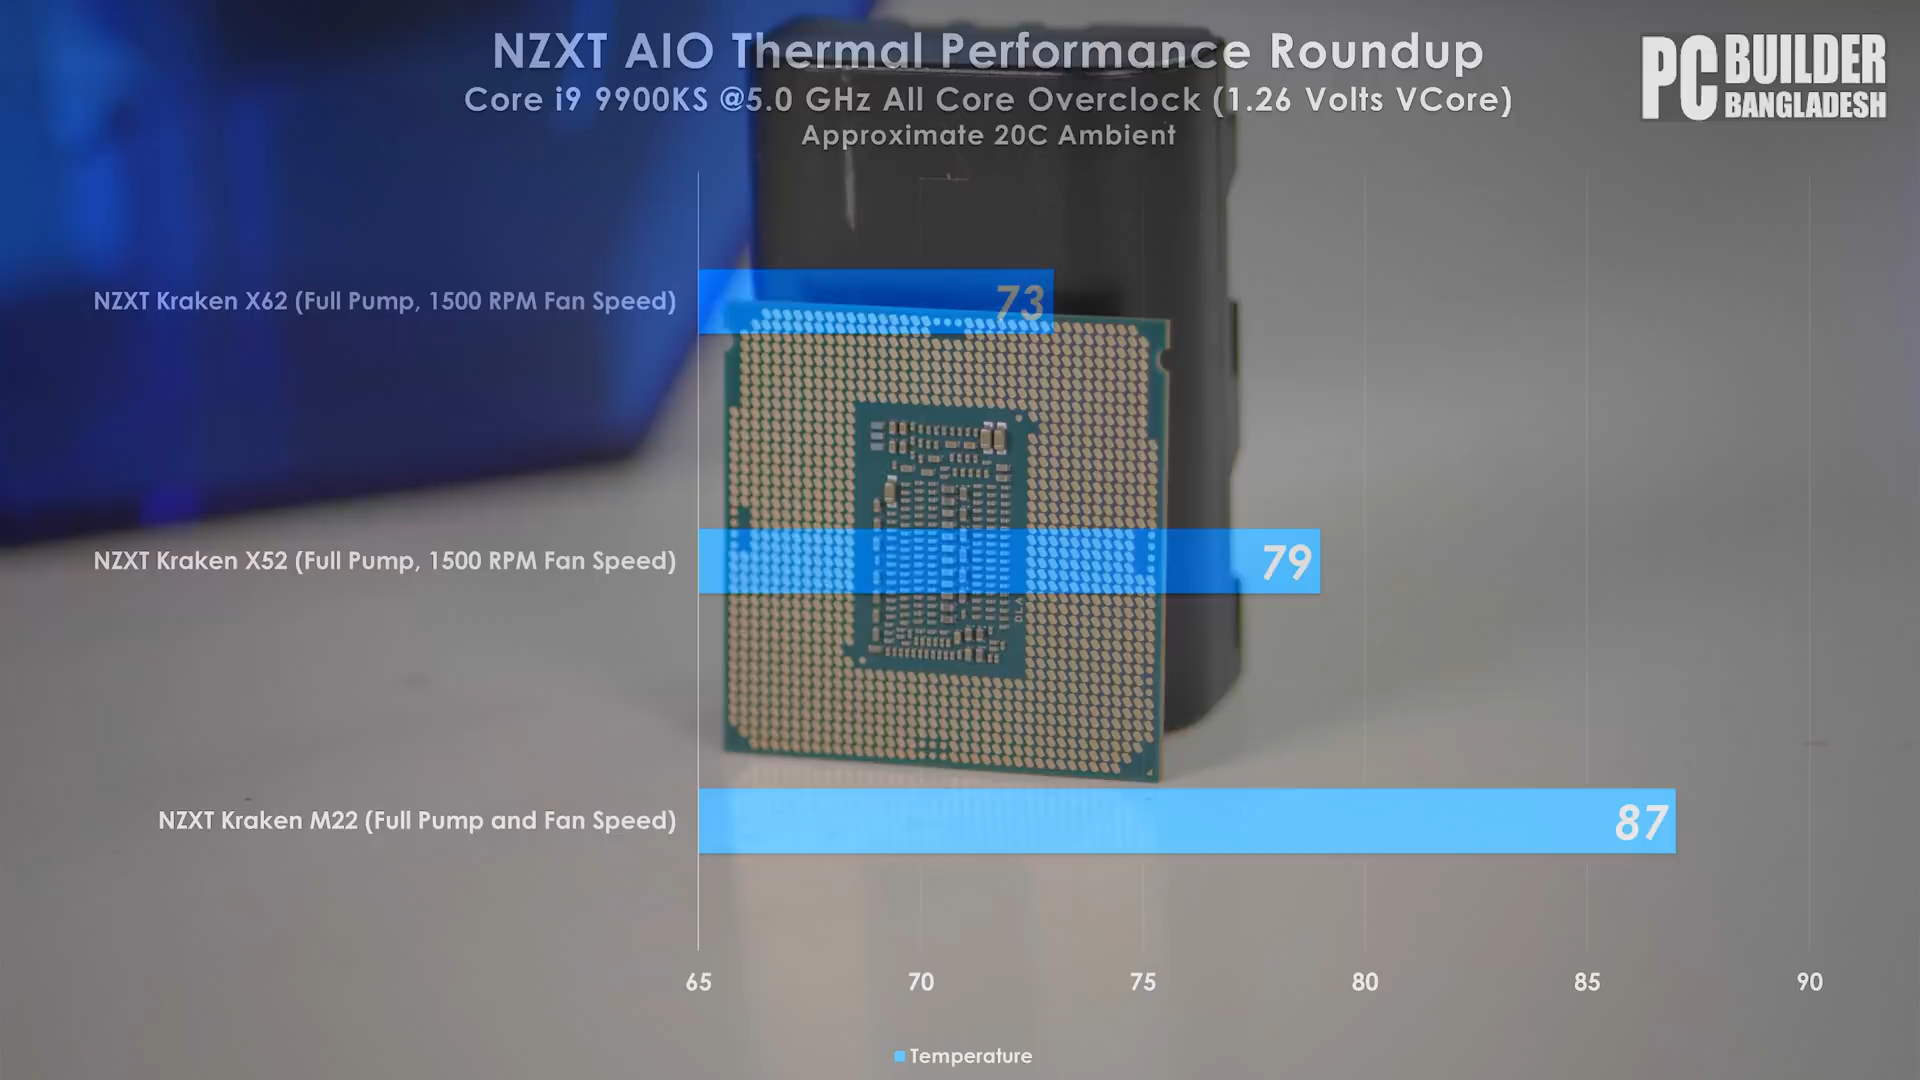 NZXT AIO Thermal Performance Roundup
Core i9 9900KS @5.0 GHz All Core Overclock (1.26 Volts VCore)
Approximate 20C Ambient
PC BUILDER
BANGLADESH
NZXT Kraken X62 (Full Pump, 1500 RPM Fan Speed)
73
NZXT Kraken X52 (Full Pump, 1500 RPM Fan Speed)
79
NZXT Kraken M22 (Full Pump and Fan Speed)
87
65 70 75 80 85 90
Temperature